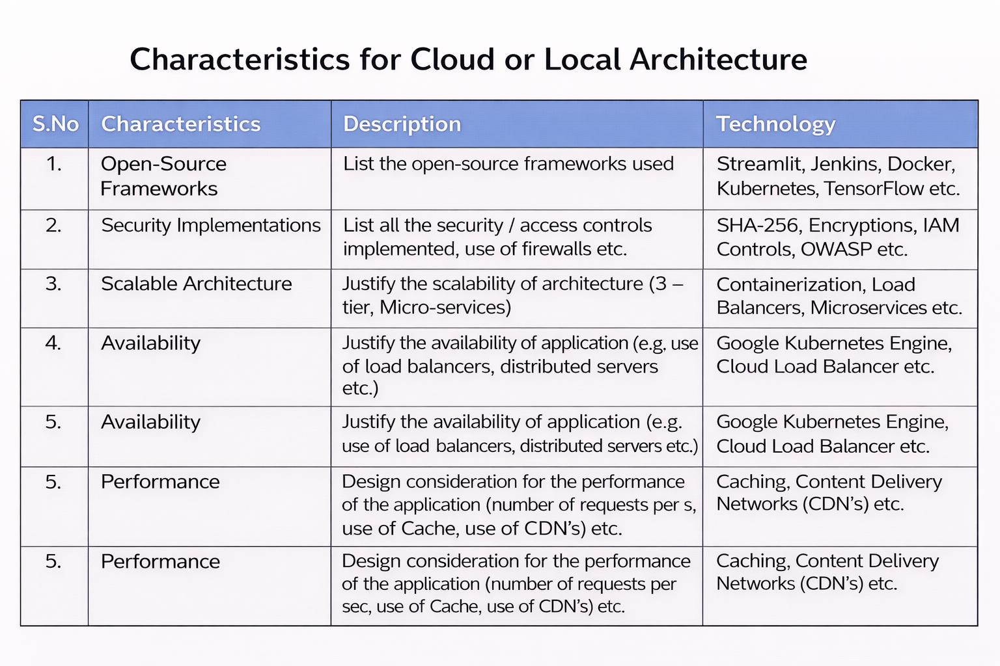 Characteristics for Cloud or Local Architecture
S.No Characteristics Description Technology
1. Open-Source List the open-source frameworks used Streamlit, Jenkins, Docker,
Frameworks Kubernetes, TensorFlow etc.
2. Security Implementations List all the security / access controls SHA-256, Encryptions, IAM
implemented, use of firewalls etc. Controls, OWASP etc.
3. Scalable Architecture Justify the scalability of architecture (3 – Containerization, Load
tier, Micro-services) Balancers, Microservices etc.
4. Availability Justify the availability of application (e.g, use Google Kubernetes Engine,
of load balancers, distributed servers Cloud Load Balancer etc.
etc.)
5. Availability Justify the availability of application (e.g. Google Kubernetes Engine,
use of load balancers, distributed servers etc.) Cloud Load Balancer etc.
5. Performance Design consideration for the performance Caching, Content Delivery
of the application (number of requests per s, Networks (CDN’s) etc.
use of Cache, use of CDN’s) etc.
5. Performance Design consideration for the performance Caching, Content Delivery
of the application (number of requests per Networks (CDN’s) etc.
sec, use of Cache, use of CDN’s) etc.